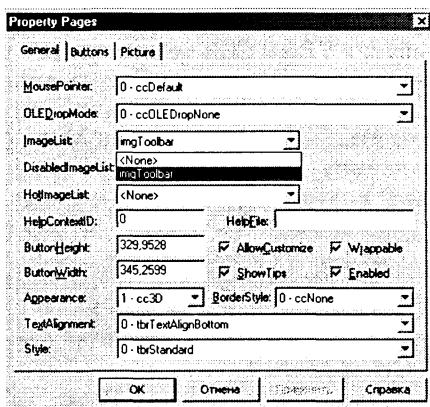 Property Pages
General Buttons Picture
MousePointer: 0 - ccDefault
OLEDropMode: 0 - ccOLEDropNone
ImageList: imgToolbar
<None>
DisabledImageList imgToolbar
HotImageList: <None>
HelpContextID: 0 HelpFile:
ButtonHeight: 329,9528 AllowCustomize Wrappable
ButtonWidth: 345,2599 ShowTips Enabled
Appearance: 1 - cc3D BorderStyle: 0 - ccNone
TextAlignment: 0 - tbrTextAlignBottom
Style: 0 - tbrStandard
OK Отмена Применить Справка